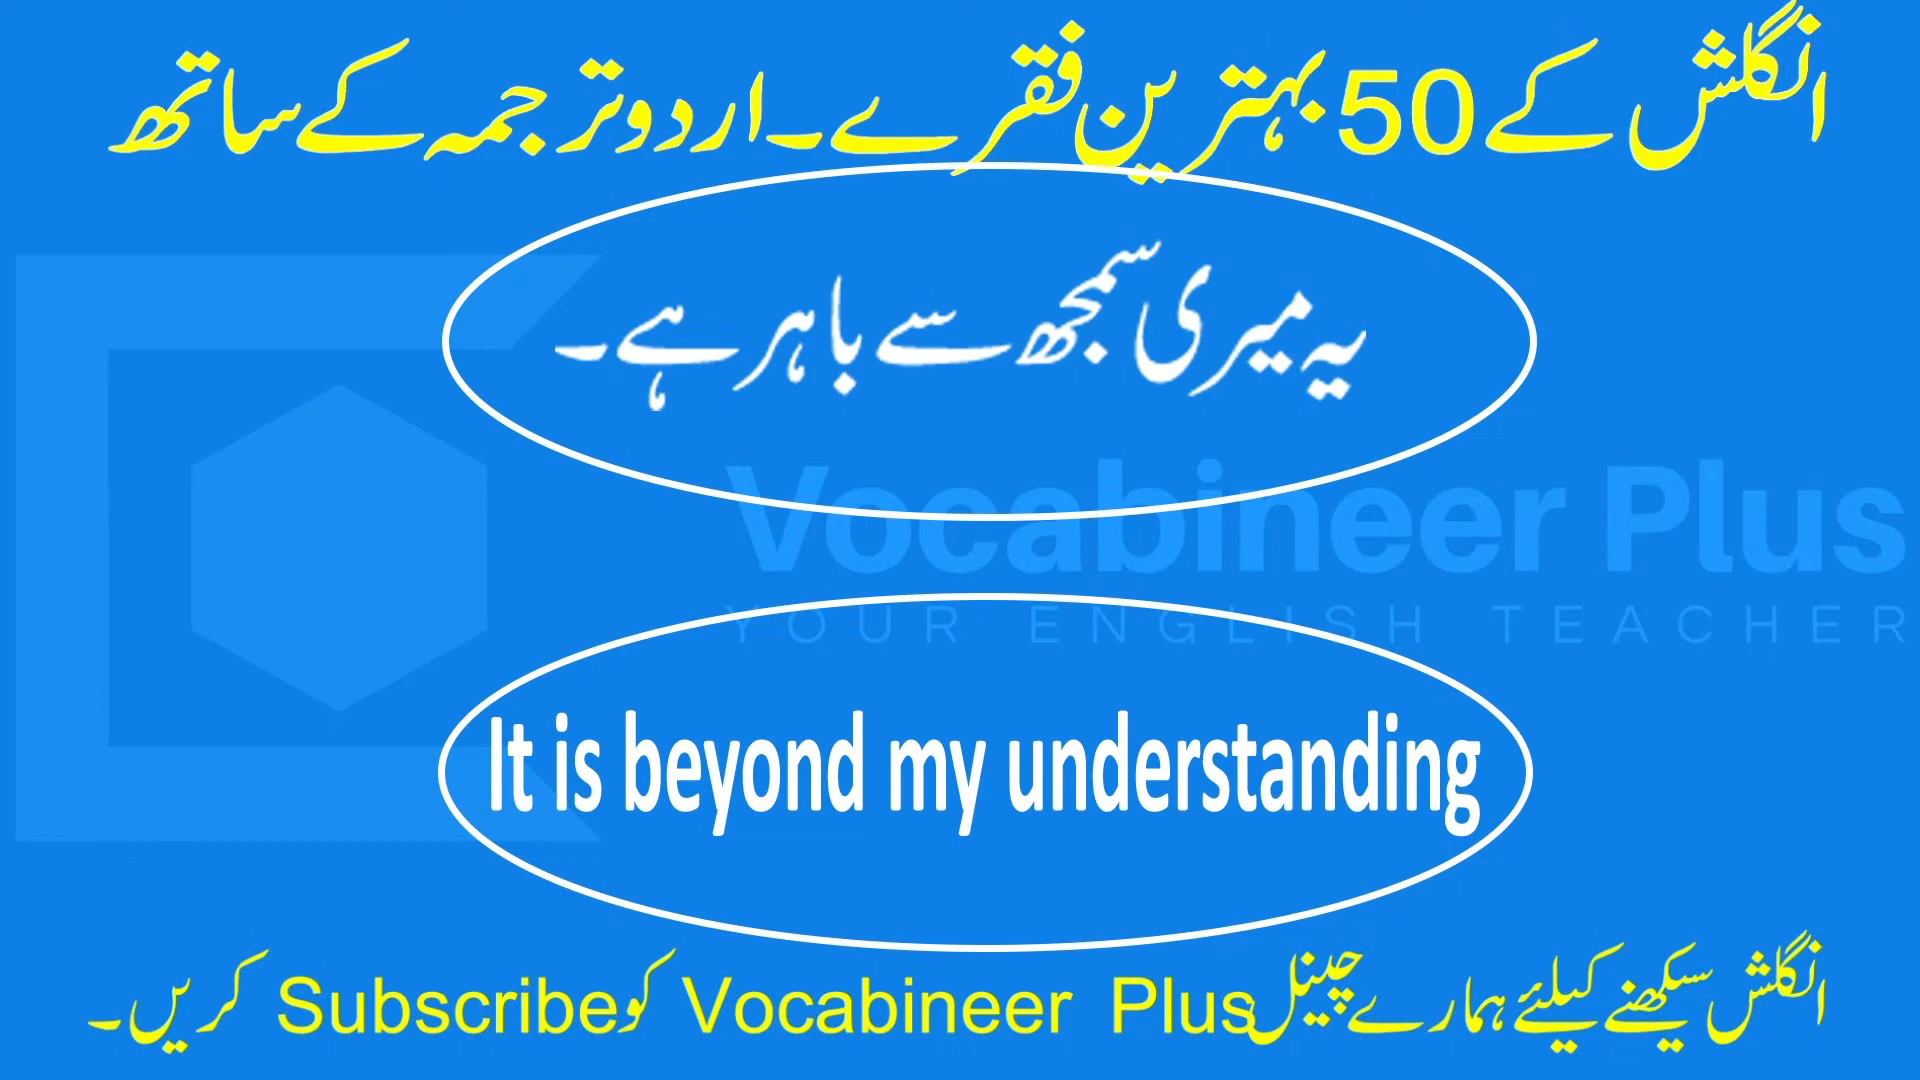 انگلش کے 50 بہترین فقرے۔ اردو ترجمہ کے ساتھ
یہ میری سمجھ سے باہر ہے۔
Vocabineer Plus
YOUR ENGLISH TEACHER
It is beyond my understanding
انگلش سیکھنے کیلئے ہمارے چینل Vocabineer Plus کو Subscribe کریں۔